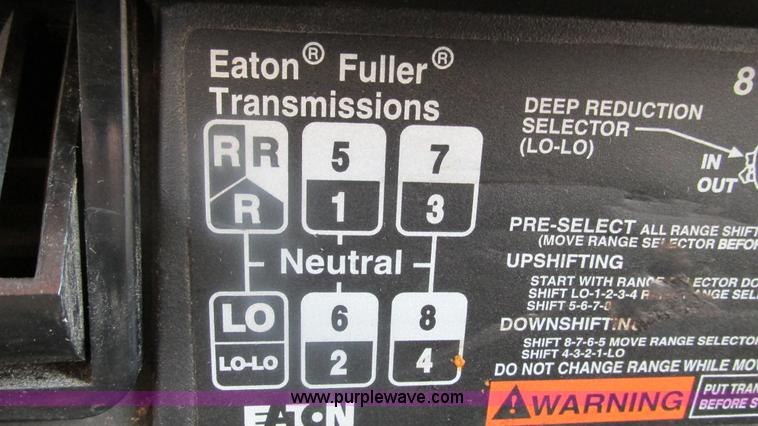 Eaton® Fuller®
Transmissions
8
R R 5 7
R 1 3
Neutral
LO 6 8
LO-LO 2 4
EATON
DEEP REDUCTION
SELECTOR
(LO-LO)
IN
OUT
PRE-SELECT ALL RANGE SHIFT
(MOVE RANGE SELECTOR BEFOR
UPSHIFTING
START WITH RANGE SELECTOR DO
SHIFT LO-1-2-3-4 RANGE SEL
SHIFT 5-6-7-8
DOWNSHIFTING
SHIFT 8-7-6-5 MOVE RANGE SELECTOR
SHIFT 4-3-2-1-LO
DO NOT CHANGE RANGE WHILE MOV
WARNING
PUT TRAN
BEFORE S
www.purplewave.com